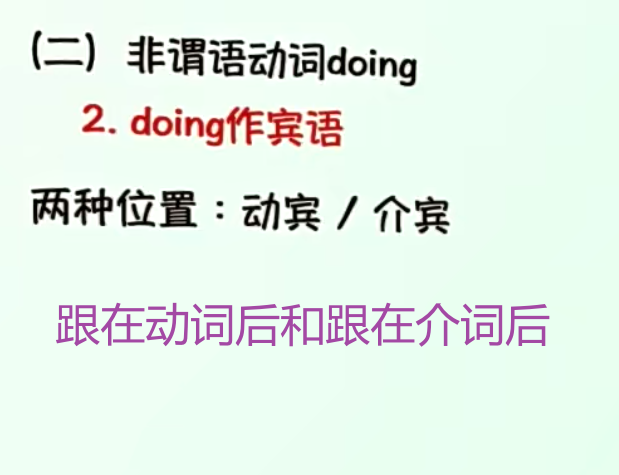 (二) 非谓语动词doing
2. doing作宾语
两种位置：动宾 / 介宾
跟在动词后和跟在介词后